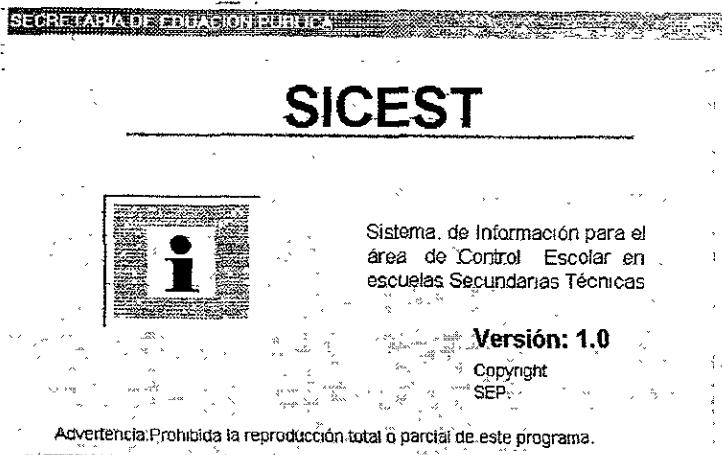 SECRETARIA DE EDUACION PUBLICA
SICEST
i
Sistema. de Información para el
área de Control Escolar en
escuelas Secundarias Técnicas
Versión: 1.0
Copyright
SEP.
Advertencia:Prohibida la reproducción total o parcial de este programa.